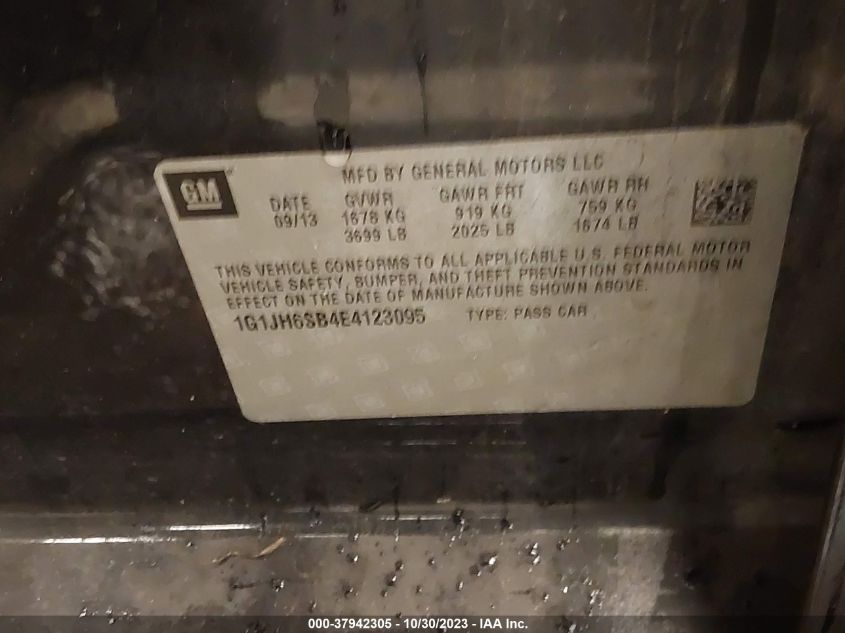 GM
MFD BY GENERAL MOTORS LLC
DATE GVWR GAWR FRT GAWR RR
09/13 1678 KG 919 KG 759 KG
3699 LB 2025 LB 1674 LB
THIS VEHICLE CONFORMS TO ALL APPLICABLE U.S. FEDERAL MOTOR
VEHICLE SAFETY, BUMPER, AND THEFT PREVENTION STANDARDS IN
EFFECT ON THE DATE OF MANUFACTURE SHOWN ABOVE.
1G1JH6SB4E4123095 TYPE: PASS CAR
000-37942305 - 10/30/2023 - IAA Inc.